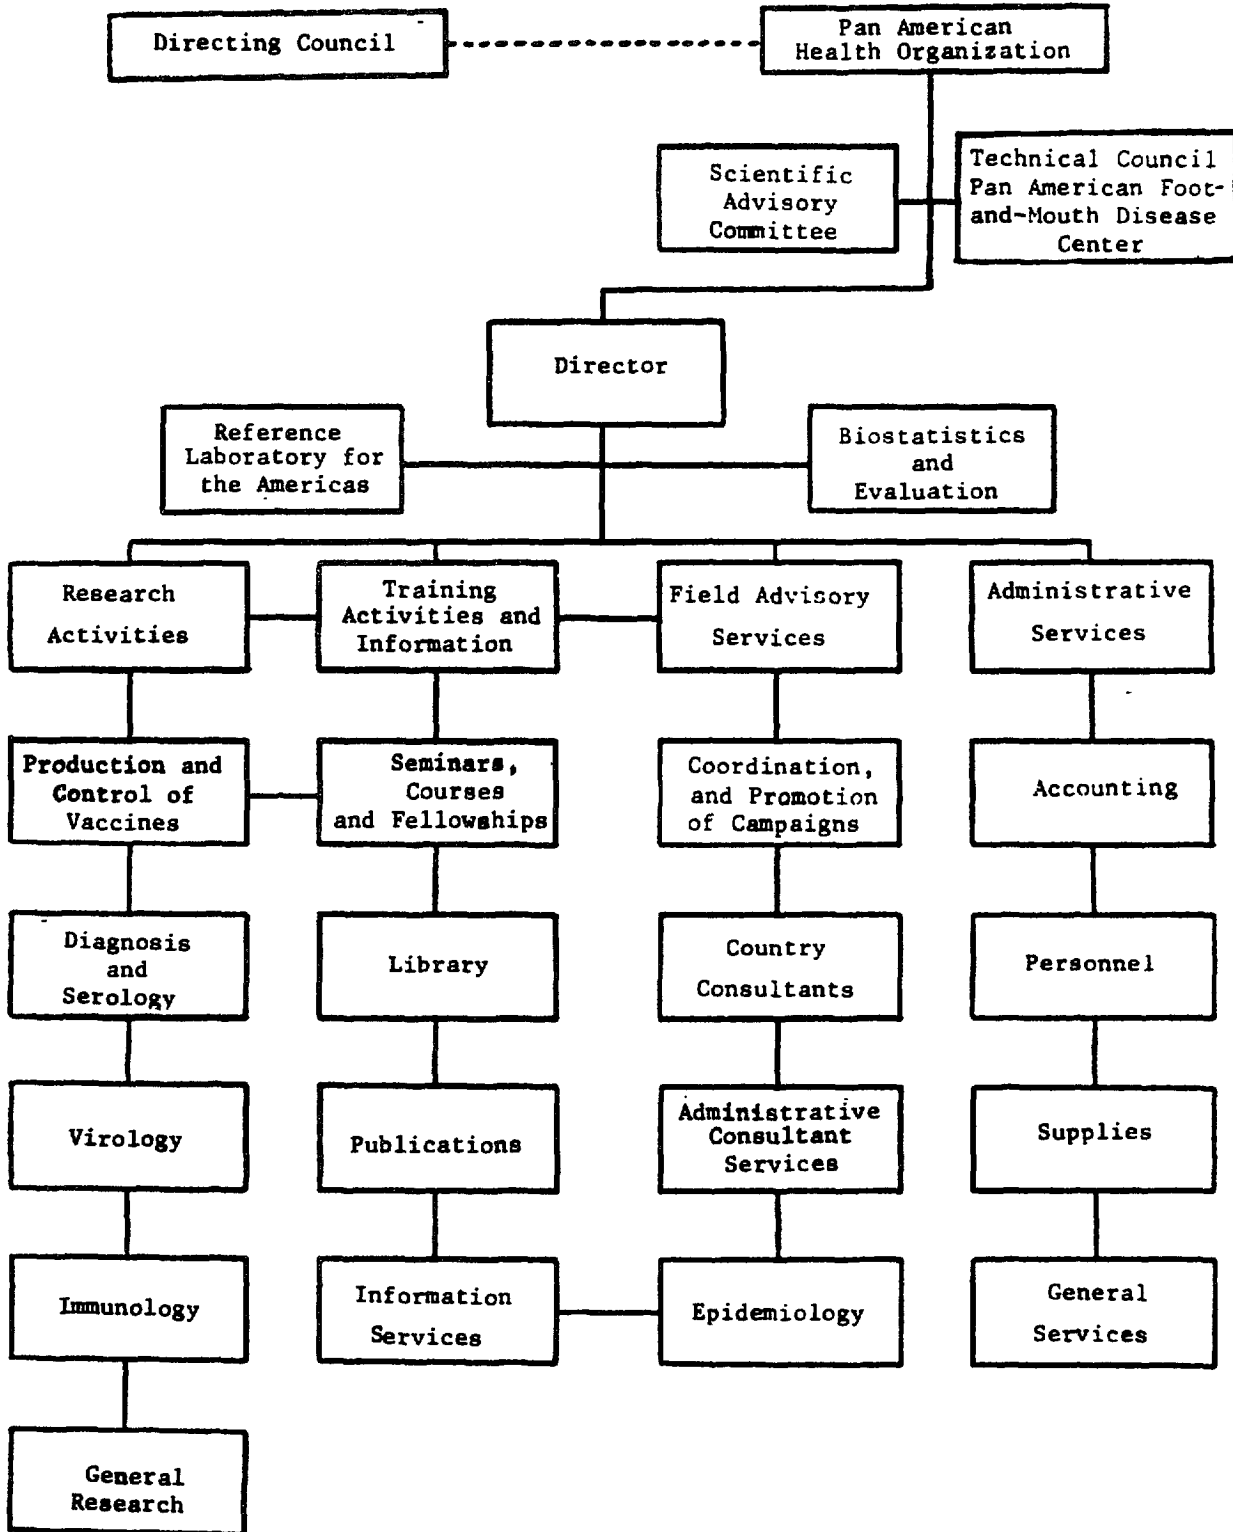 Directing Council
Pan American
Health Organization
Scientific
Advisory
Committee
Technical Council
Pan American Foot-
and-Mouth Disease
Center
Director
Reference
Laboratory for
the Americas
Biostatistics
and
Evaluation
Research
Activities
Training
Activities and
Information
Field Advisory
Services
Administrative
Services
Production and
Control of
Vaccines
Seminars,
Courses
and Fellowships
Coordination,
and Promotion
of Campaigns
Accounting
Diagnosis
and
Serology
Library
Country
Consultants
Personnel
Virology
Publications
Administrative
Consultant
Services
Supplies
Immunology
Information
Services
Epidemiology
General
Services
General
Research